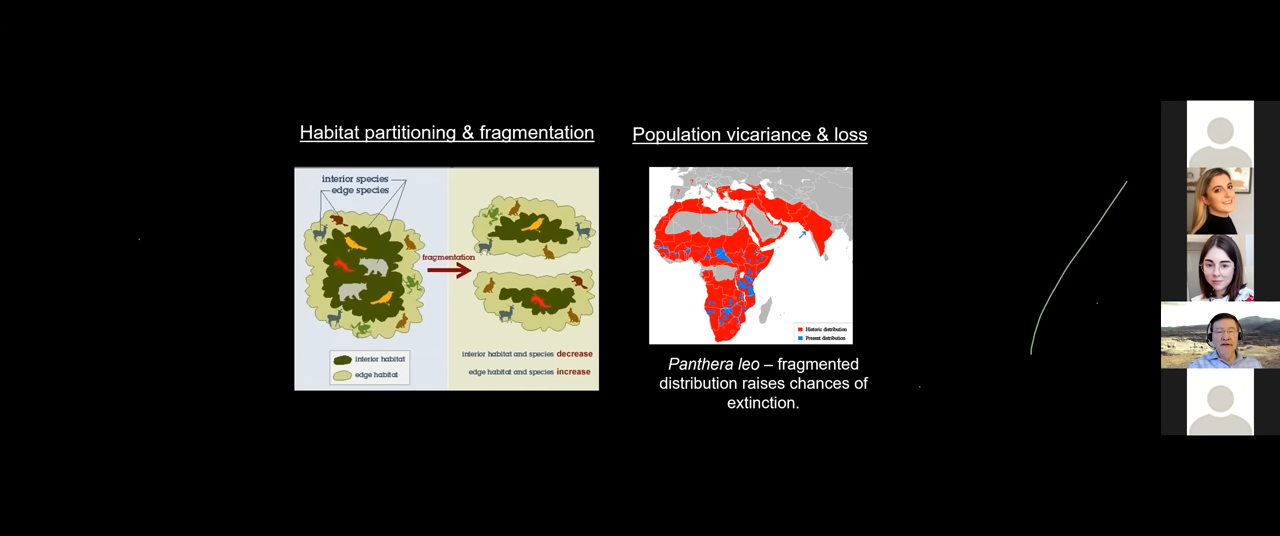 Habitat partitioning & fragmentation
interior species
edge species
fragmentation
interior habitat
edge habitat
interior habitat and species decrease
edge habitat and species increase
Population vicariance & loss
?
?
?
Historic distribution
Present distribution
Panthera leo – fragmented
distribution raises chances of
extinction.